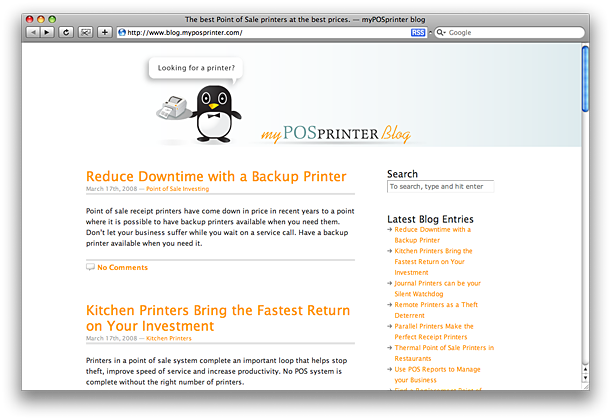 The best Point of Sale printers at the best prices. — myPOSprinter blog
http://www.blog.myposprinter.com/
RSS
Google
Looking for a printer?
myPOSPRINTER Blog
Reduce Downtime with a Backup Printer
March 17th, 2008 — Point of Sale Investing
Point of sale receipt printers have come down in price in recent years to a point
where it is possible to have backup printers available when you need them.
Don't let your business suffer while you wait on a service call. Have a backup
printer available when you need it.
No Comments
Kitchen Printers Bring the Fastest Return
on Your Investment
March 17th, 2008 — Kitchen Printers
Printers in a point of sale system complete an important loop that helps stop
theft, improve speed of service and increase productivity. No POS system is
complete without the right number of printers.
Search
To search, type and hit enter
Latest Blog Entries
Reduce Downtime with a
Backup Printer
Kitchen Printers Bring the
Fastest Return on Your
Investment
Journal Printers can be your
Silent Watchdog
Remote Printers as a Theft
Deterrent
Parallel Printers Make the
Perfect Receipt Printers
Thermal Point of Sale Printers in
Restaurants
Use POS Reports to Manage
your Business
Find a Replacement Point of